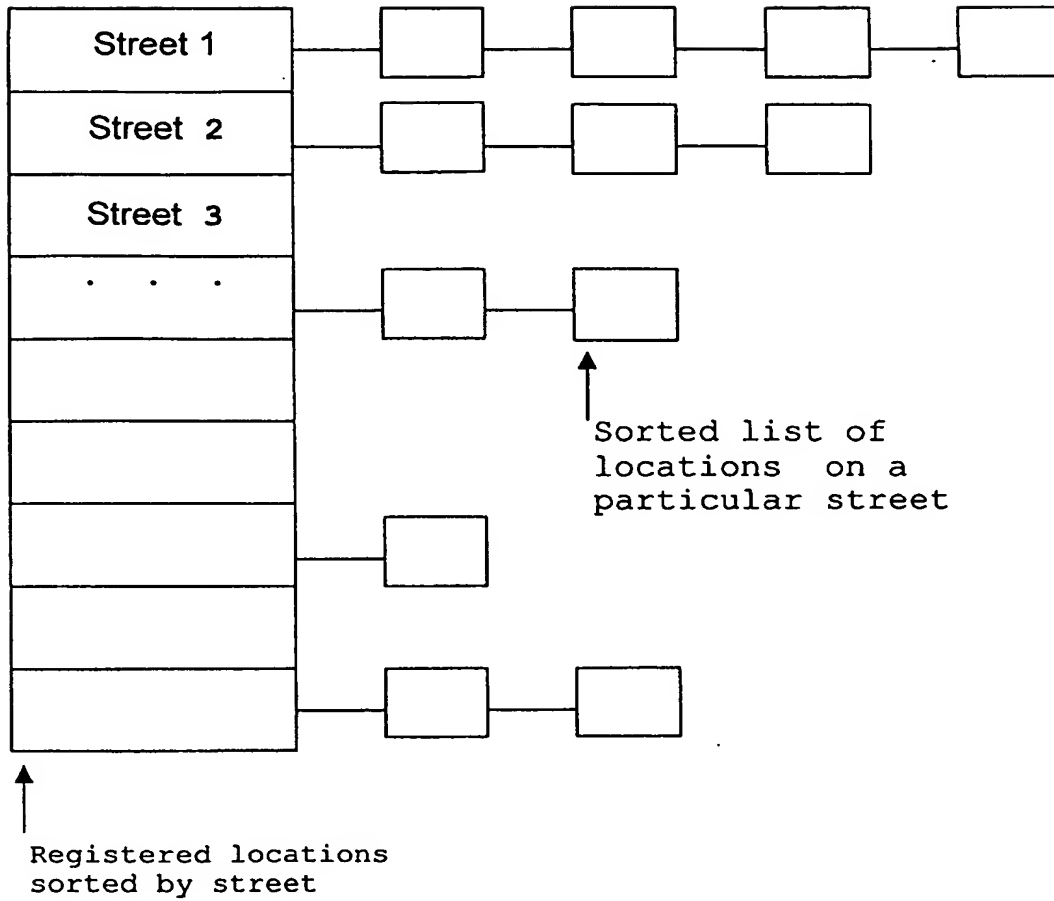 Street 1
Street 2
Street 3
. . .
Sorted list of
locations on a
particular street
Registered locations
sorted by street